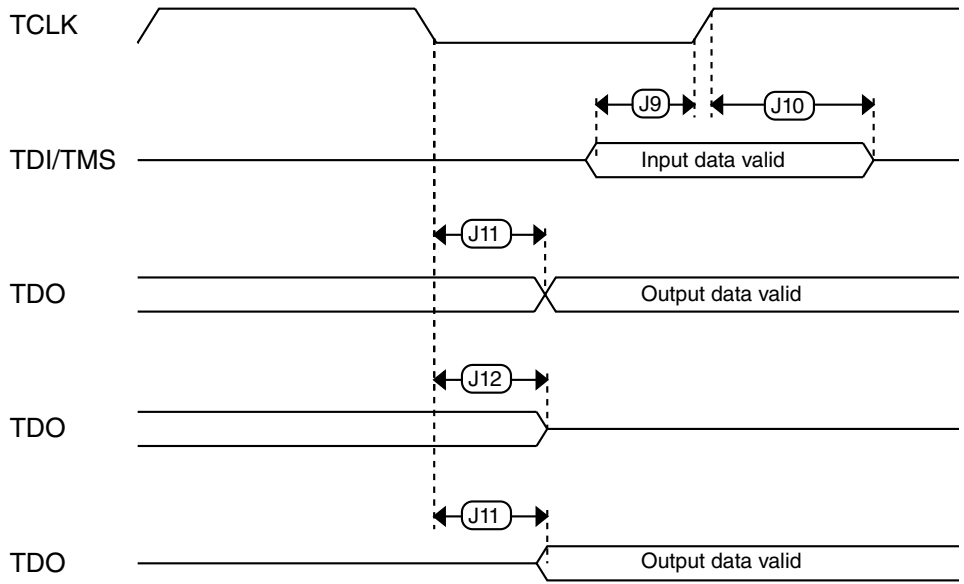 TCLK
J9
J10
TDI/TMS
Input data valid
J11
TDO
Output data valid
J12
TDO
J11
TDO
Output data valid